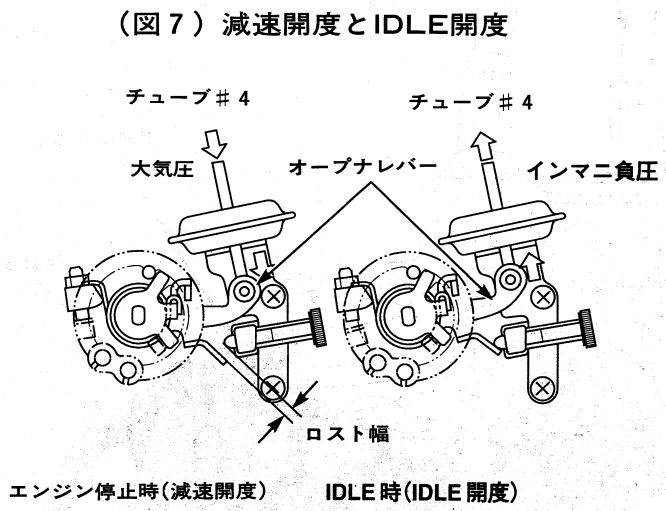 (図7) 減速開度とIDLE開度
チューブ♯4
チューブ♯4
大気圧
オープナレバー
インマニ負圧
ロスト幅
エンジン停止時(減速開度)
IDLE時(IDLE開度)